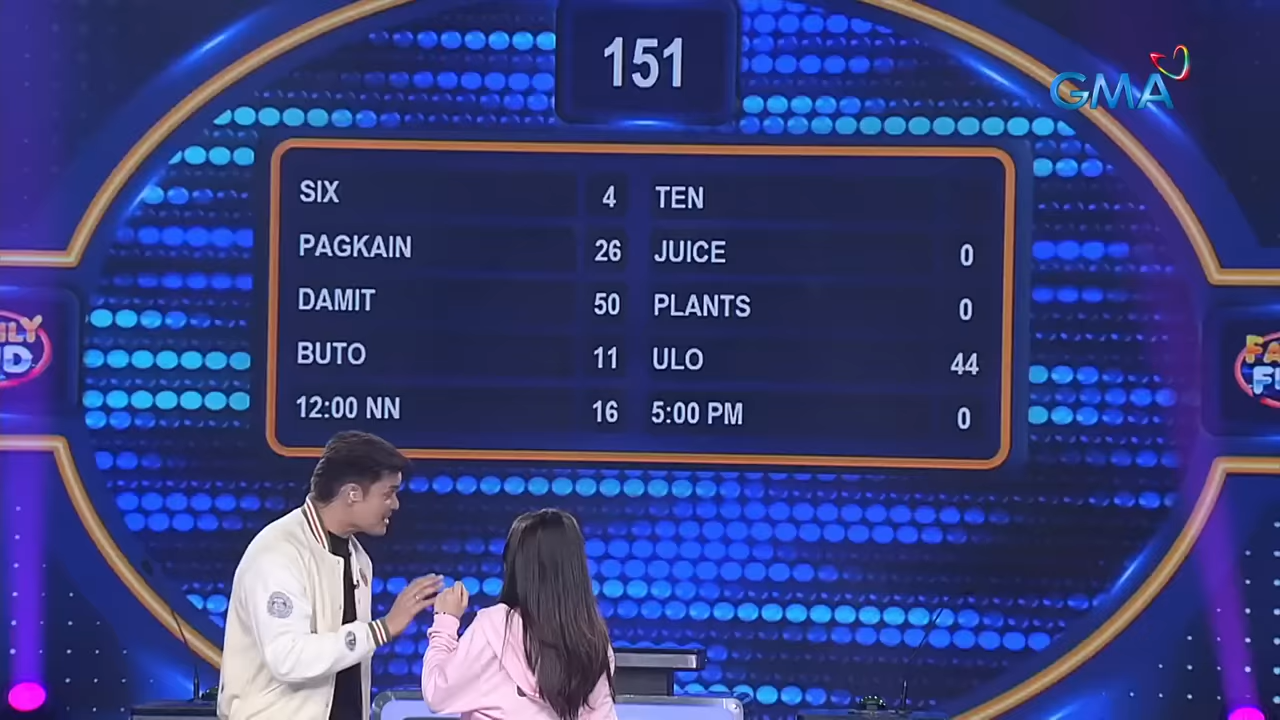 151
GMA
SIX 4 TEN
PAGKAIN 26 JUICE 0
DAMIT 50 PLANTS 0
BUTO 11 ULO 44
12:00 NN 16 5:00 PM 0